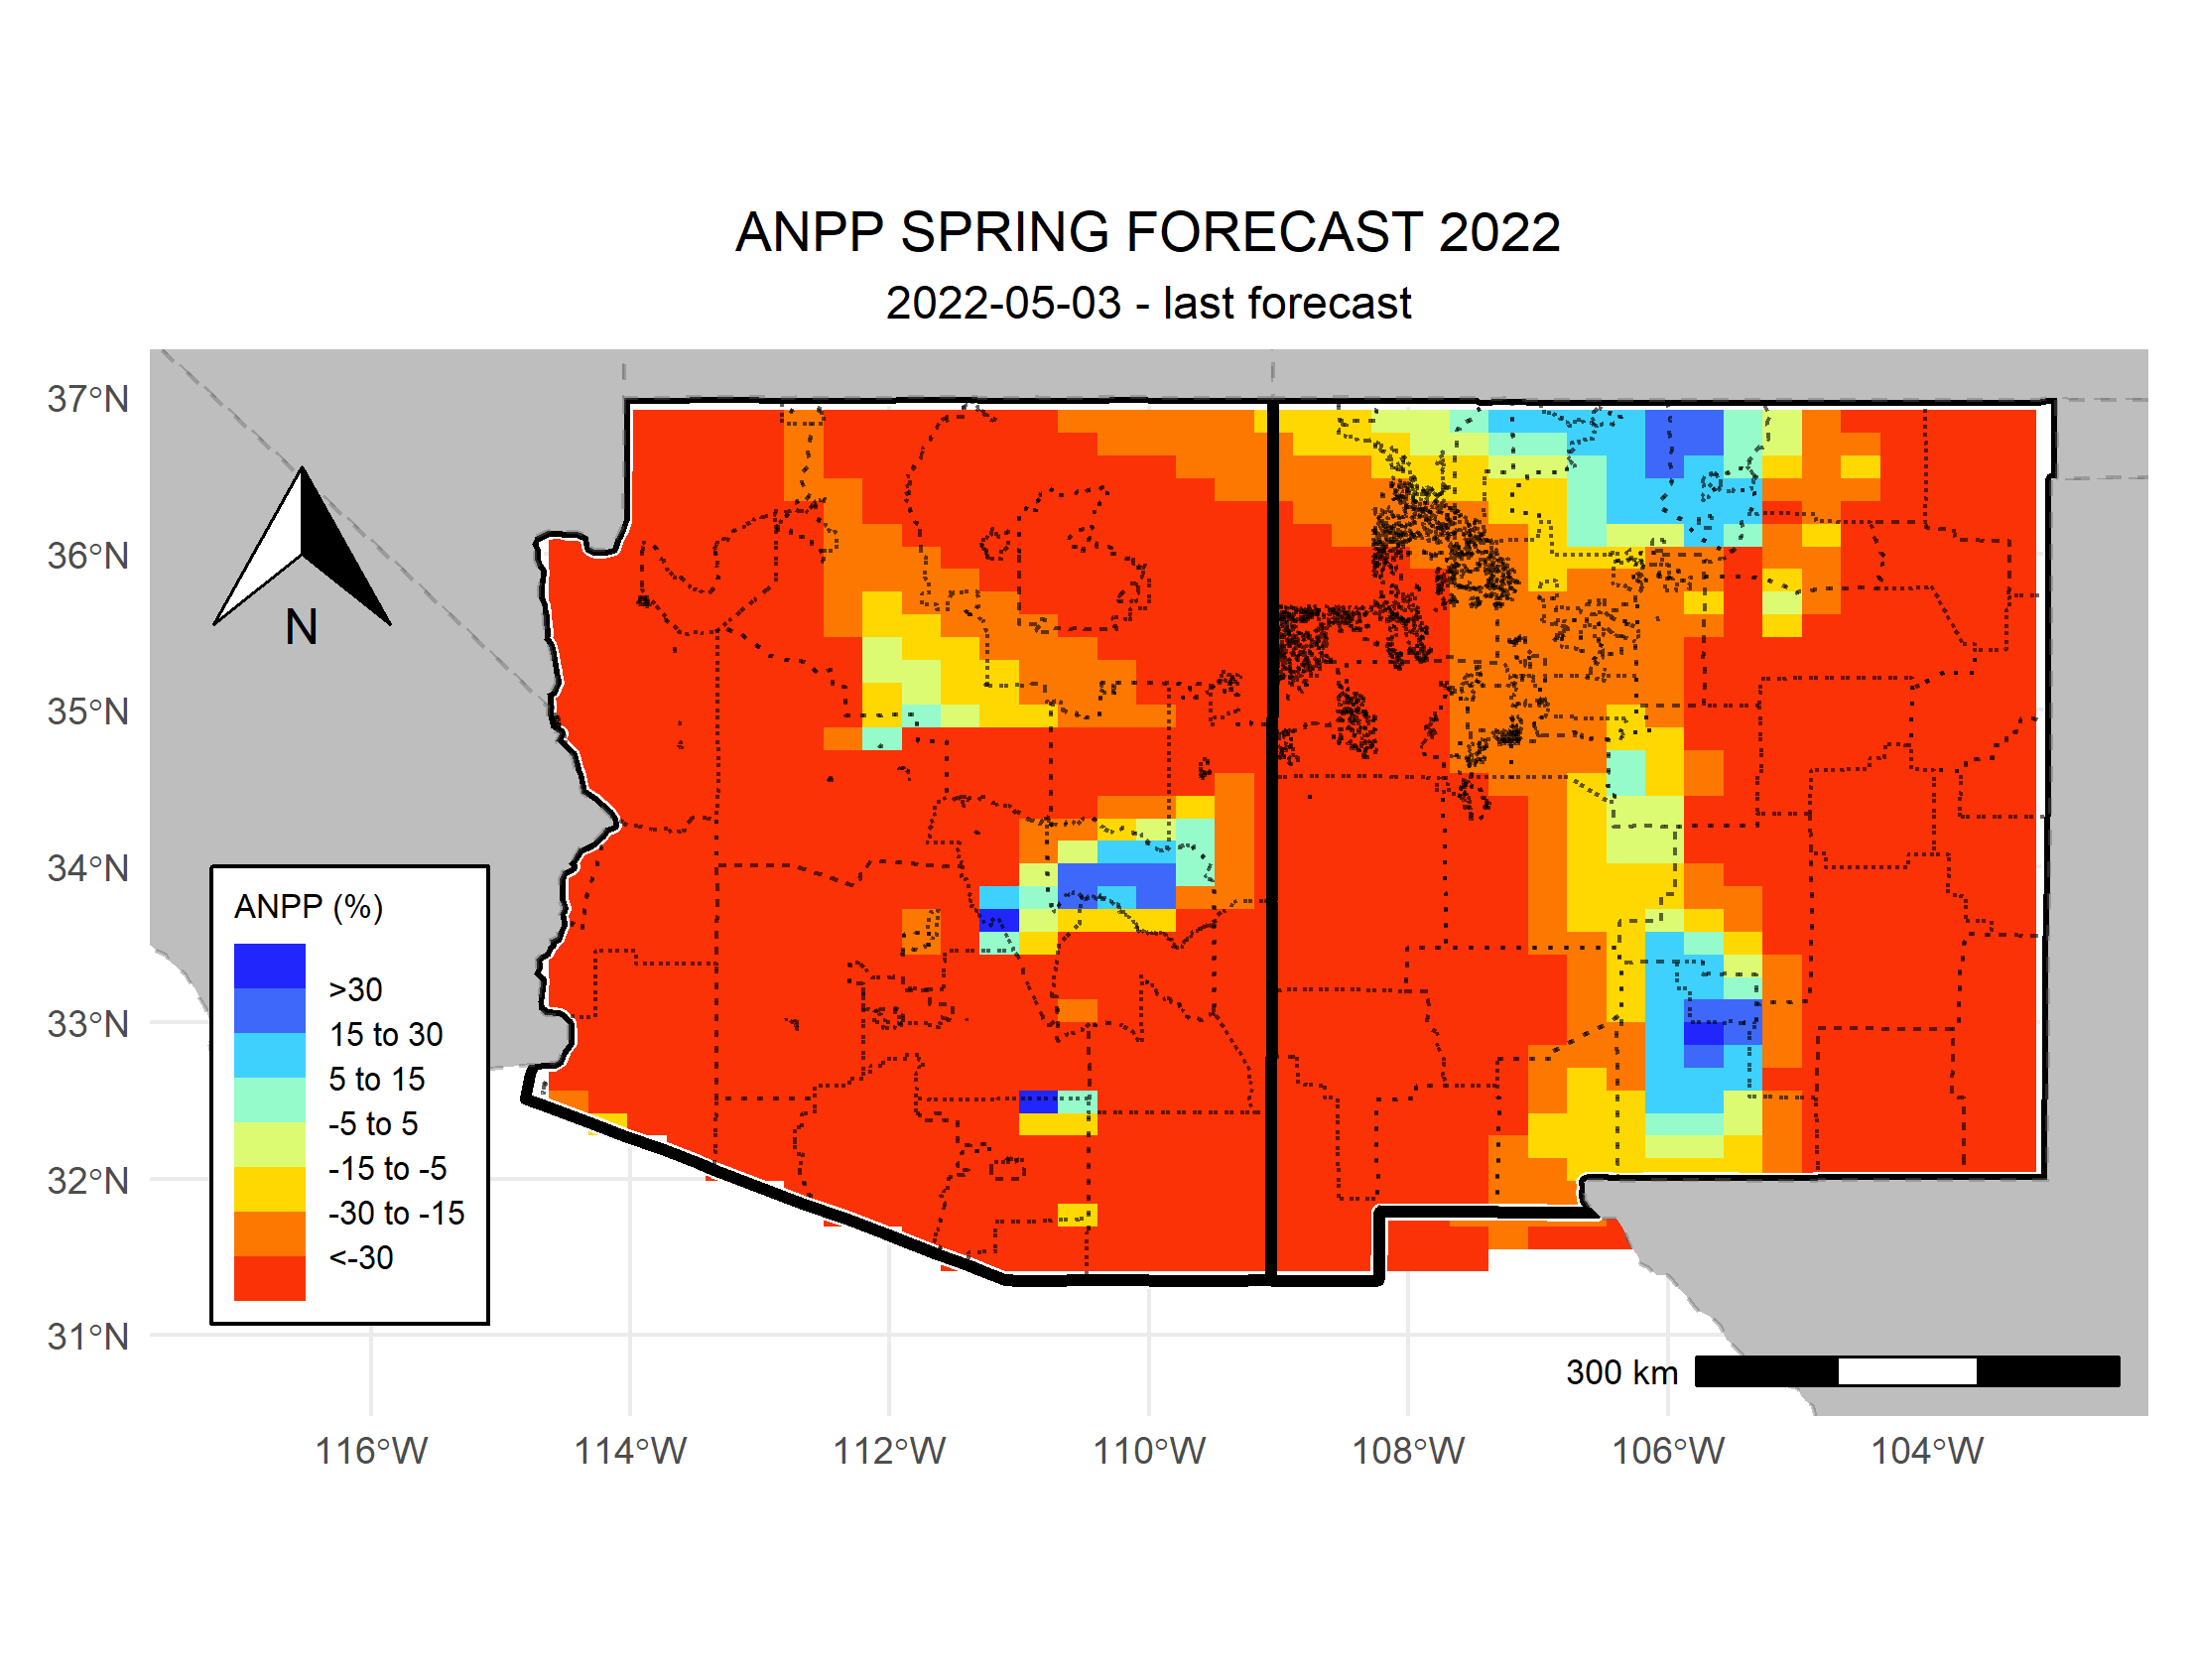 ANPP SPRING FORECAST 2022
2022-05-03 - last forecast
37°N
36°N
35°N
34°N
33°N
32°N
31°N
N
ANPP (%)
>30
15 to 30
5 to 15
-5 to 5
-15 to -5
-30 to -15
<-30
300 km
116°W
114°W
112°W
110°W
108°W
106°W
104°W